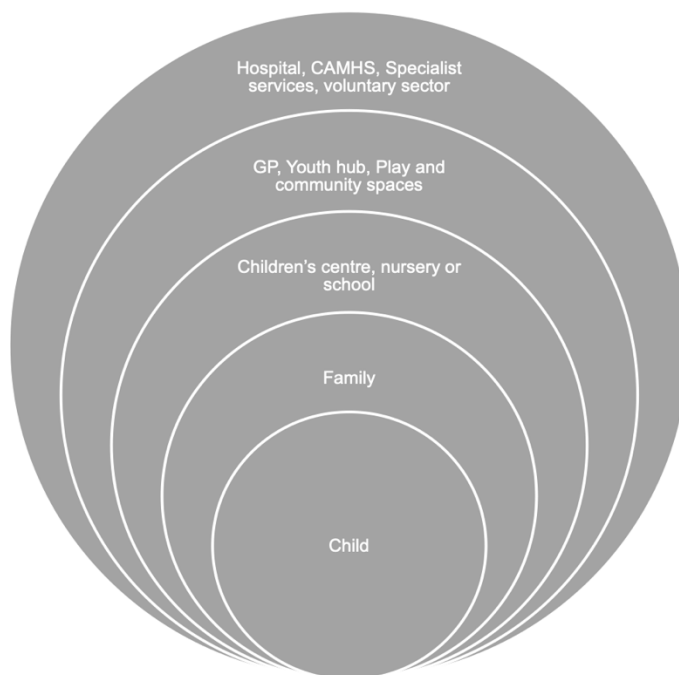 Hospital, CAMHS, Specialist
services, voluntary sector
GP, Youth hub, Play and
community spaces
Children’s centre, nursery or
school
Family
Child